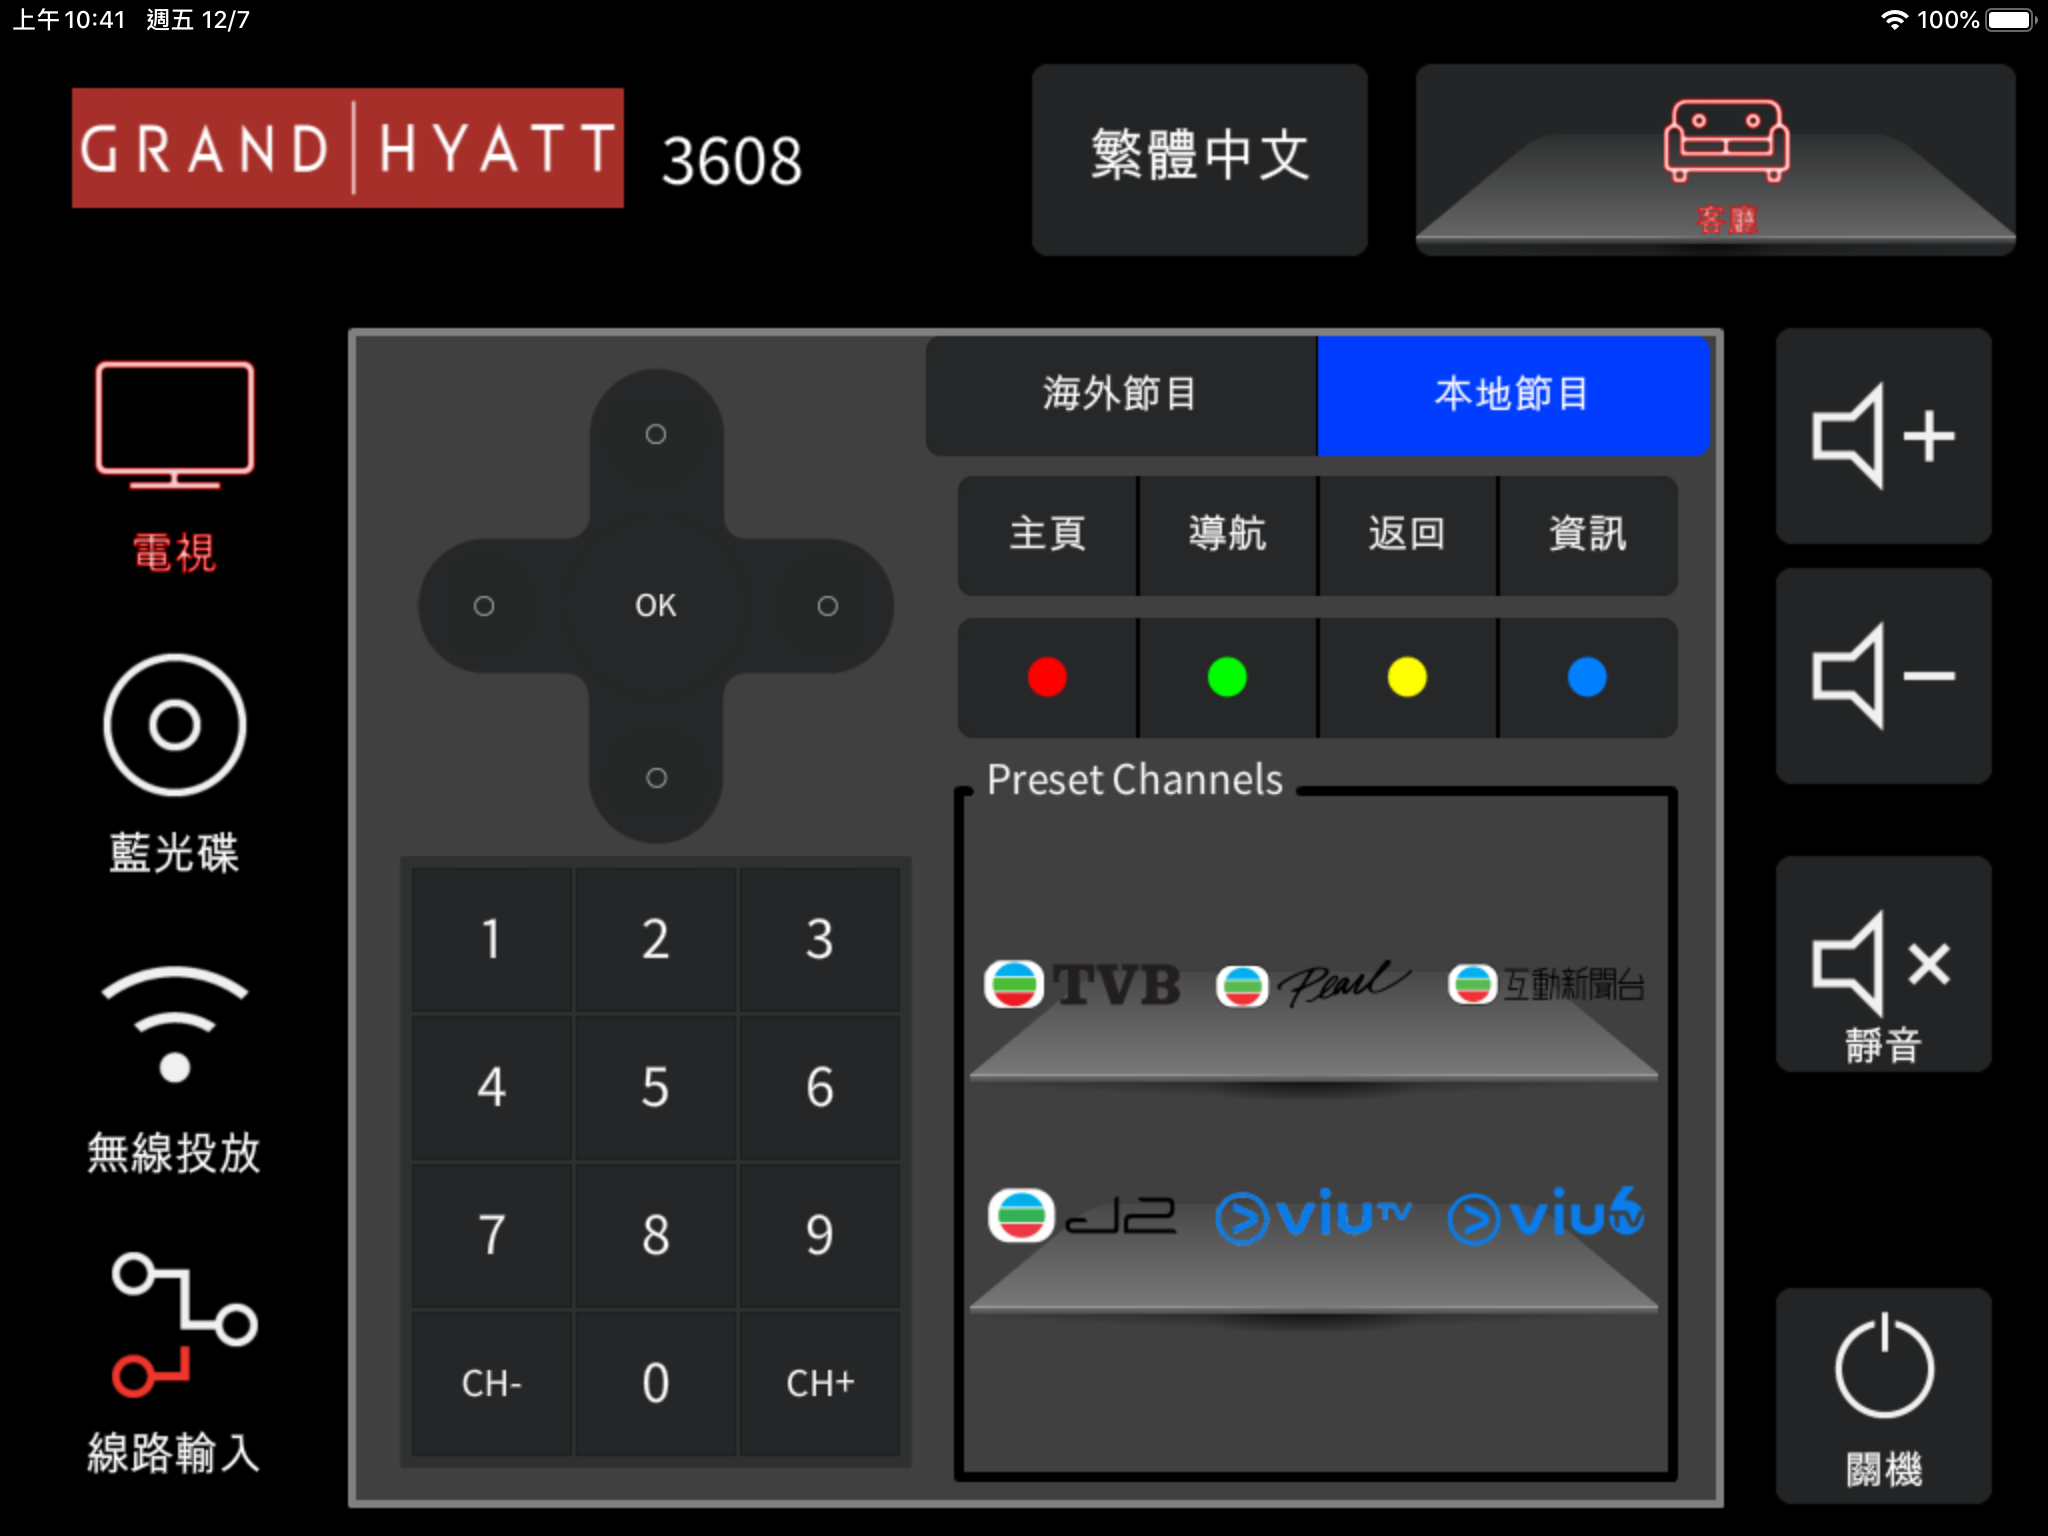 上午10:41 週五 12/7
100%
GRAND HYATT
3608
繁體中文
客廳
電視
藍光碟
無線投放
線路輸入
OK
海外節目
本地節目
主頁
導航
返回
資訊
Preset Channels
TVB
Pearl
互動新聞台
J2
viuTV
viu6TV
1
2
3
4
5
6
7
8
9
CH-
0
CH+
靜音
關機